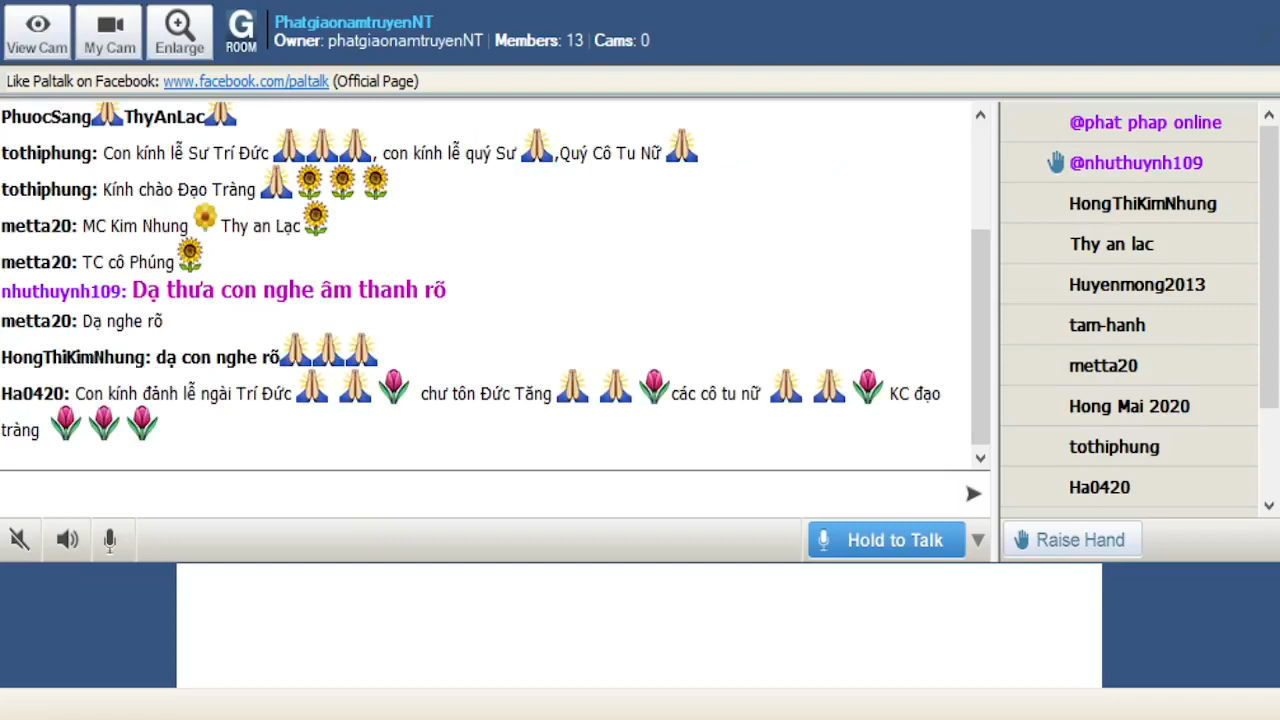 View Cam
My Cam
Enlarge
G
ROOM
PhatgiaonamtruyenNT
Owner: phatgiaonamtruyenNT | Members: 13 | Cams: 0
Like Paltalk on Facebook: www.facebook.com/paltalk (Official Page)
PhuocSang🙏ThyAnLac🙏
tothiphung: Con kính lễ Sư Trí Đức 🙏🙏🙏, con kính lễ quý Sư 🙏,Quý Cô Tu Nữ 🙏
tothiphung: Kính chào Đạo Tràng 🙏🌻🌻🌻
metta20: MC Kim Nhung 🌼 Thy an Lạc🌻
metta20: TC cô Phúng🌻
nhuthuynh109: Dạ thưa con nghe âm thanh rõ
metta20: Dạ nghe rõ
HongThiKimNhung: dạ con nghe rõ🙏🙏🙏
Ha0420: Con kính đãnh lễ ngài Trí Đức 🙏 🙏🌷 chư tôn Đức Tăng 🙏 🙏🌷các cô tu nữ 🙏 🙏🌷 KC đạo
tràng 🌷🌷🌷
@phat phap online
@nhuthuynh109
HongThiKimNhung
Thy an lac
Huyenmong2013
tam-hanh
metta20
Hong Mai 2020
tothiphung
Ha0420
Hold to Talk
Raise Hand